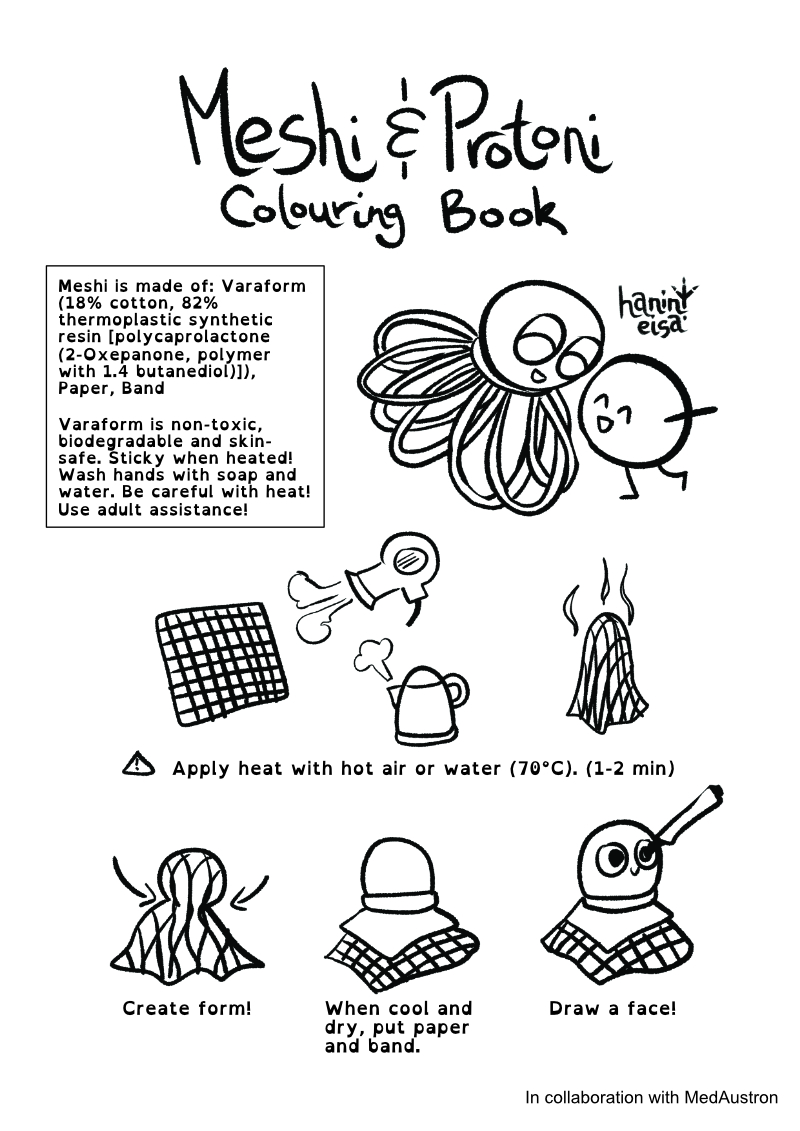 Meshi & Protoni
Colouring Book
Meshi is made of: Varaform
(18% cotton, 82%
thermoplastic synthetic
resin [polycaprolactone
(2-Oxepanone, polymer
with 1.4 butanediol)]),
Paper, Band
Varaform is non-toxic,
biodegradable and skin-
safe. Sticky when heated!
Wash hands with soap and
water. Be careful with heat!
Use adult assistance!
hanin
eisa
Apply heat with hot air or water (70°C). (1-2 min)
Create form!
When cool and
dry, put paper
and band.
Draw a face!
In collaboration with MedAustron